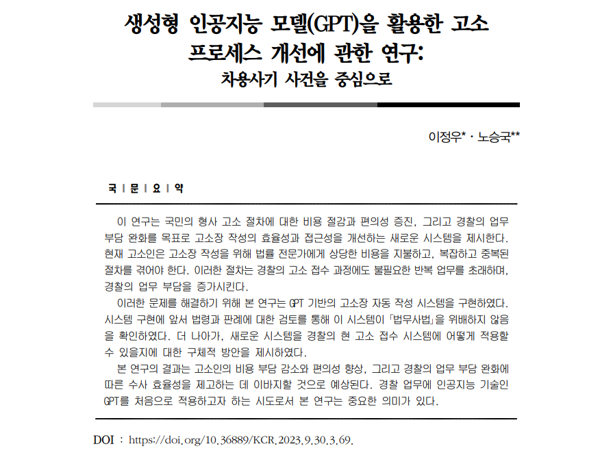 생성형 인공지능 모델(GPT)을 활용한 고소
프로세스 개선에 관한 연구:
차용사기 사건을 중심으로
이정우* · 노승국**
국 | 문 | 요 | 약
이 연구는 국민의 형사 고소 절차에 대한 비용 절감과 편의성 증진, 그리고 경찰의 업무
부담 완화를 목표로 고소장 작성의 효율성과 접근성을 개선하는 새로운 시스템을 제시한다.
현재 고소인은 고소장 작성을 위해 법률 전문가에게 상당한 비용을 지불하고, 복잡하고 중복된
절차를 겪어야 한다. 이러한 절차는 경찰의 고소 접수 과정에도 불필요한 반복 업무를 초래하며,
경찰의 업무 부담을 증가시킨다.
이러한 문제를 해결하기 위해 본 연구는 GPT 기반의 고소장 자동 작성 시스템을 구현하였다.
시스템 구현에 앞서 법령과 판례에 대한 검토를 통해 이 시스템이 「법무사법」을 위배하지 않음
을 확인하였다. 더 나아가, 새로운 시스템을 경찰의 현 고소 접수 시스템에 어떻게 적용할
수 있을지에 대한 구체적 방안을 제시하였다.
본 연구의 결과는 고소인의 비용 부담 감소와 편의성 향상, 그리고 경찰의 업무 부담 완화에
따른 수사 효율성을 제고하는 데 이바지할 것으로 예상된다. 경찰 업무에 인공지능 기술인
GPT를 처음으로 적용하고자 하는 시도로서 본 연구는 중요한 의미가 있다.
DOI : https://doi.org/10.36889/KCR.2023.9.30.3.69.